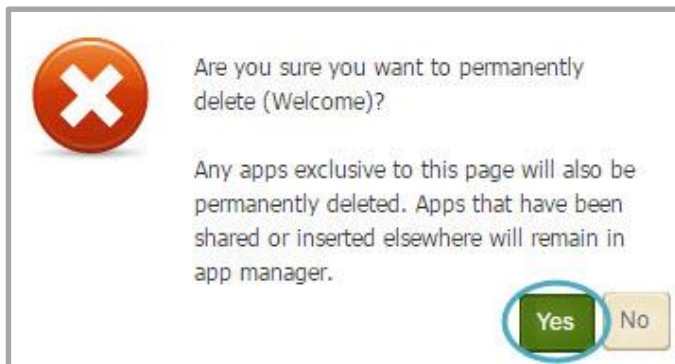 Are you sure you want to permanently
delete (Welcome)?
Any apps exclusive to this page will also be
permanently deleted. Apps that have been
shared or inserted elsewhere will remain in
app manager.
Yes No